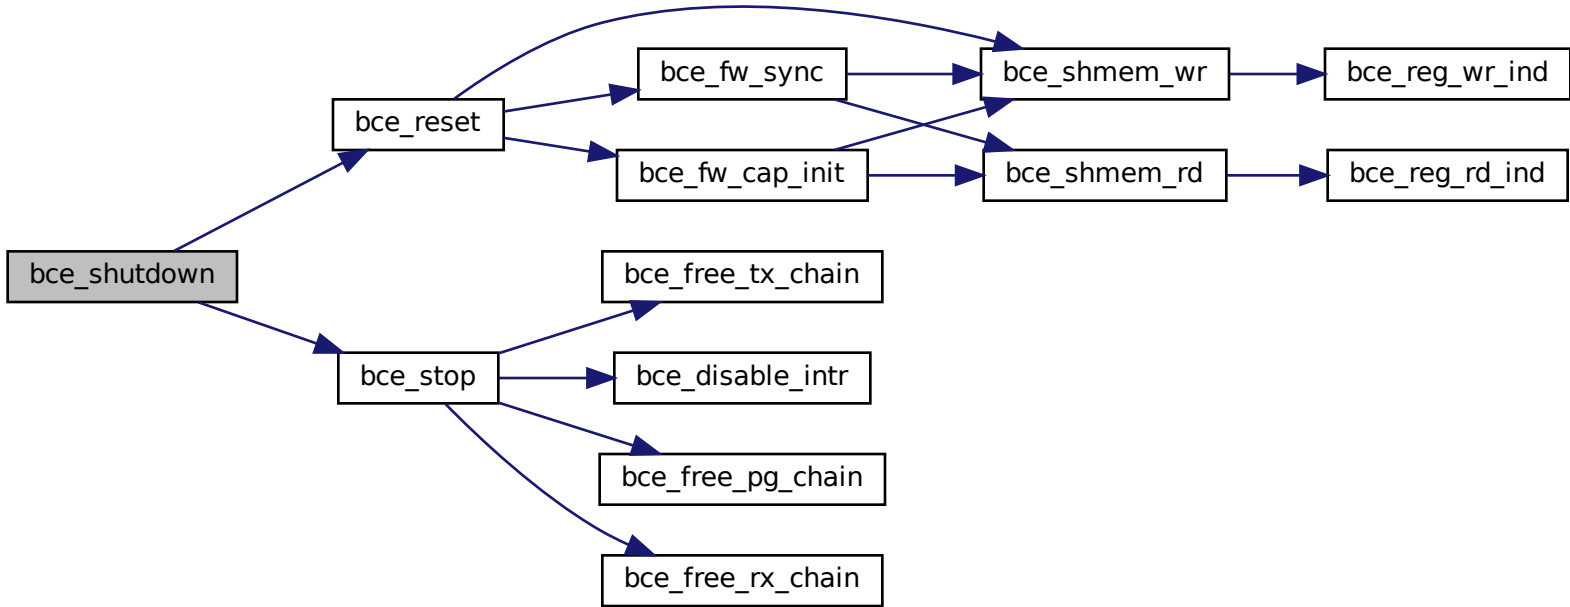 bce_fw_sync
bce_shmem_wr
bce_reg_wr_ind
bce_reset
bce_fw_cap_init
bce_shmem_rd
bce_reg_rd_ind
bce_shutdown
bce_free_tx_chain
bce_stop
bce_disable_intr
bce_free_pg_chain
bce_free_rx_chain